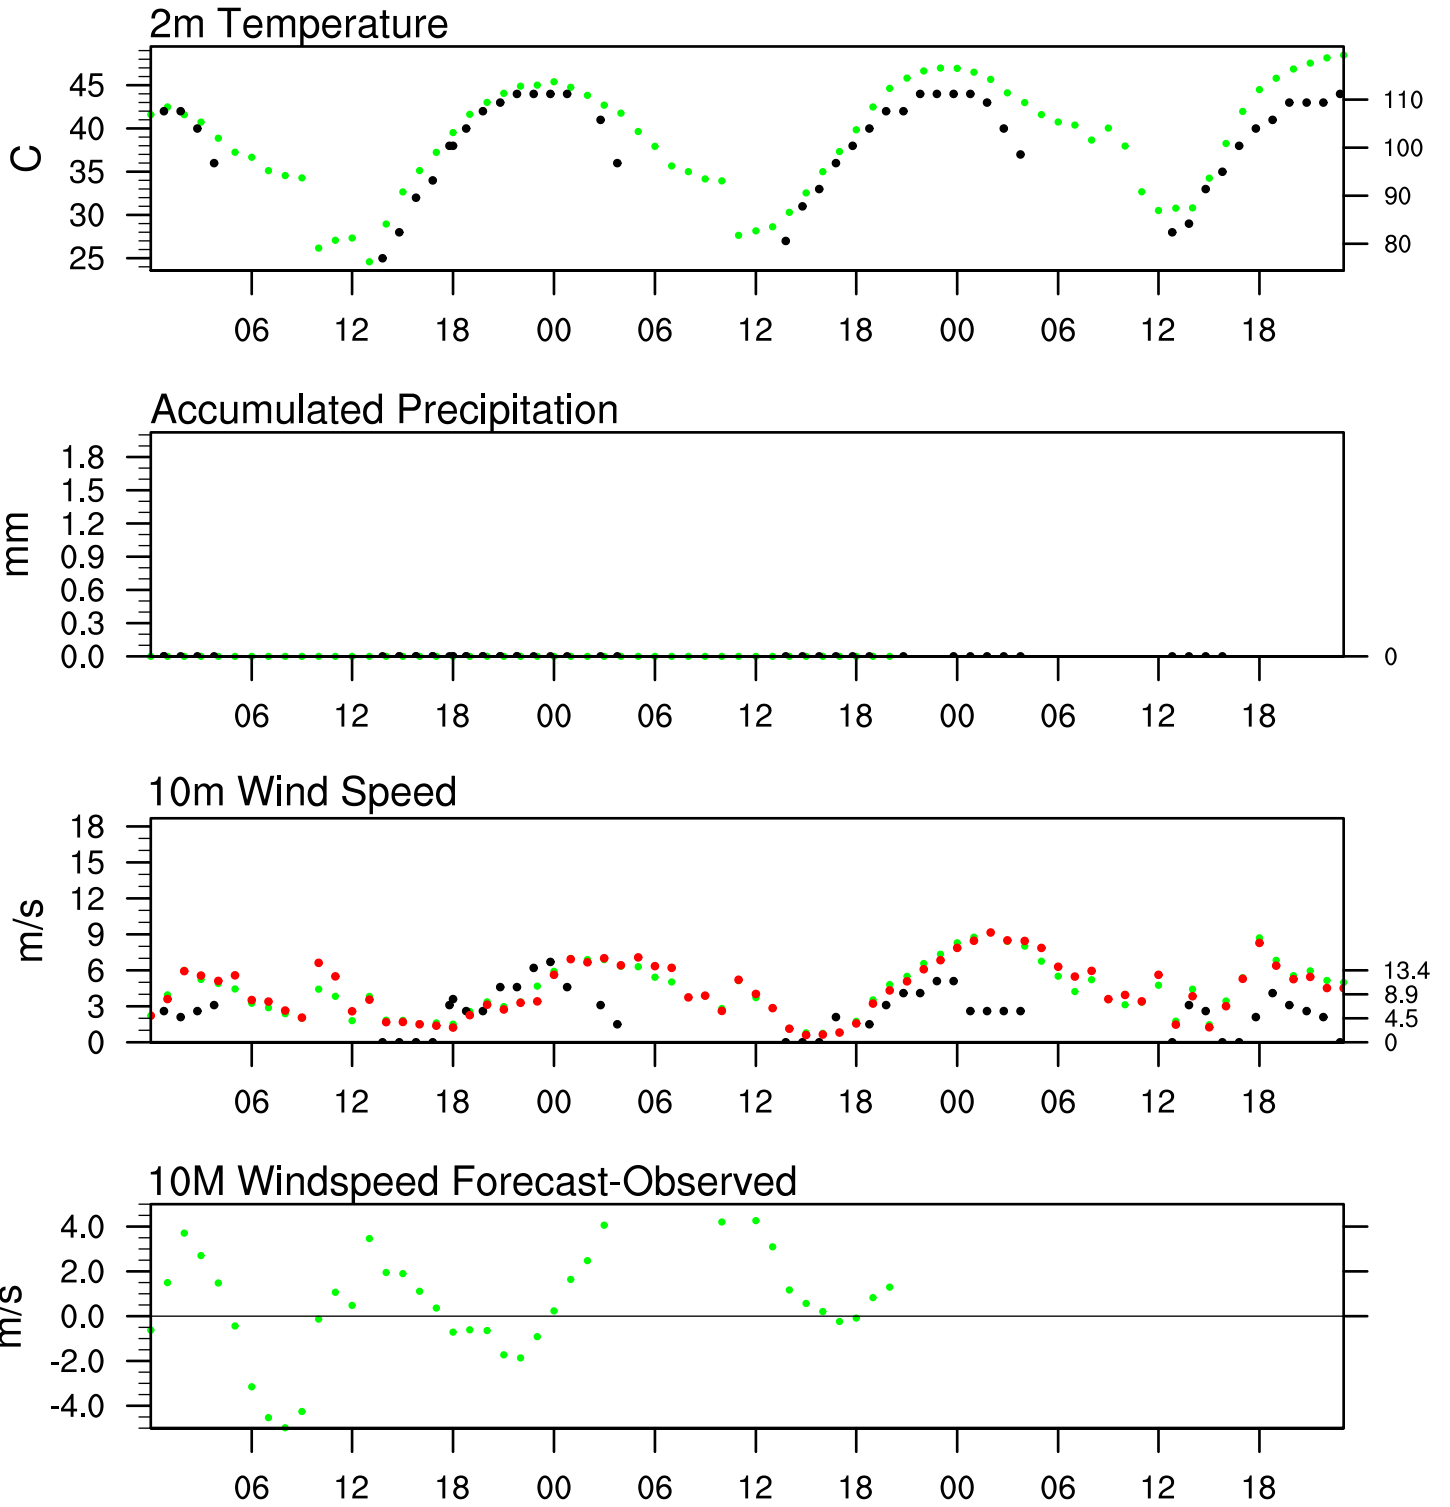 2m Temperature
45
40
35
30
25
C
110
100
90
80
06 12 18 00 06 12 18 00 06 12 18
Accumulated Precipitation
1.8
1.5
1.2
0.9
0.6
0.3
0.0
mm
0
06 12 18 00 06 12 18 00 06 12 18
10m Wind Speed
18
15
12
9
6
3
0
m/s
13.4
8.9
4.5
0
06 12 18 00 06 12 18 00 06 12 18
10M Windspeed Forecast-Observed
4.0
2.0
0.0
-2.0
-4.0
m/s
06 12 18 00 06 12 18 00 06 12 18